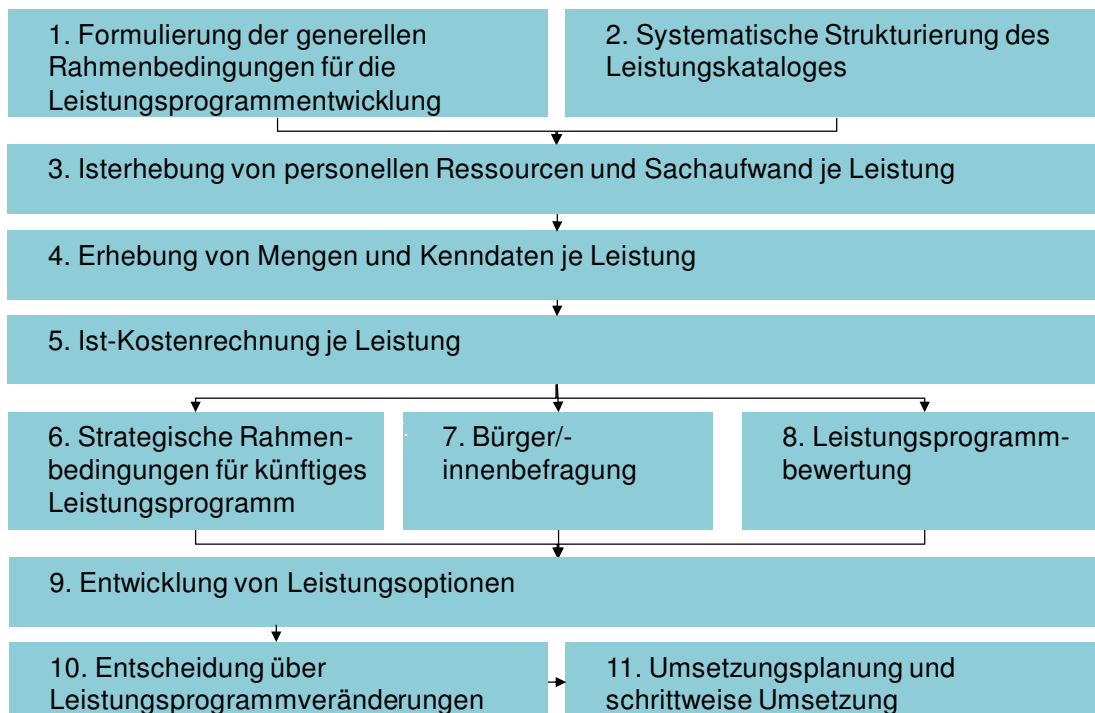 1. Formulierung der generellen
Rahmenbedingungen für die
Leistungsprogrammentwicklung
2. Systematische Strukturierung des
Leistungskataloges
3. Isterhebung von personellen Ressourcen und Sachaufwand je Leistung
4. Erhebung von Mengen und Kenndaten je Leistung
5. Ist-Kostenrechnung je Leistung
6. Strategische Rahmen-
bedingungen für künftiges
Leistungsprogramm
7. Bürger/-
innenbefragung
8. Leistungsprogramm-
bewertung
9. Entwicklung von Leistungsoptionen
10. Entscheidung über
Leistungsprogrammveränderungen
11. Umsetzungsplanung und
schrittweise Umsetzung